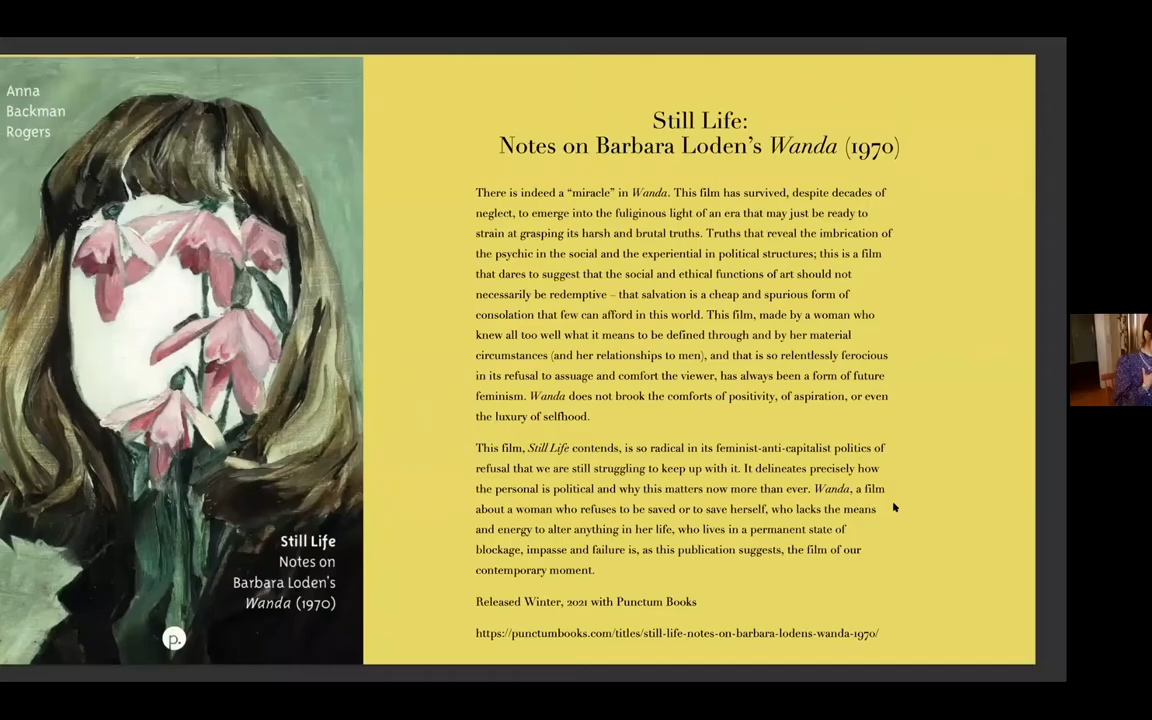 Anna
Backman
Rogers
Still Life
Notes on
Barbara Loden's
Wanda (1970)
p.
Still Life:
Notes on Barbara Loden's Wanda (1970)
There is indeed a “miracle” in Wanda. This film has survived, despite decades of
neglect, to emerge into the fuliginous light of an era that may just be ready to
strain at grasping its harsh and brutal truths. Truths that reveal the imbrication of
the psychic in the social and the experiential in political structures; this is a film
that dares to suggest that the social and ethical functions of art should not
necessarily be redemptive – that salvation is a cheap and spurious form of
consolation that few can afford in this world. This film, made by a woman who
knew all too well what it means to be defined through and by her material
circumstances (and her relationships to men), and that is so relentlessly ferocious
in its refusal to assuage and comfort the viewer, has always been a form of future
feminism. Wanda does not brook the comforts of positivity, of aspiration, or even
the luxury of selfhood.
This film, Still Life contends, is so radical in its feminist-anti-capitalist politics of
refusal that we are still struggling to keep up with it. It delineates precisely how
the personal is political and why this matters now more than ever. Wanda, a film
about a woman who refuses to be saved or to save herself, who lacks the means
and energy to alter anything in her life, who lives in a permanent state of
blockage, impasse and failure is, as this publication suggests, the film of our
contemporary moment.
Released Winter, 2021 with Punctum Books
https://punctumbooks.com/titles/still-life-notes-on-barbara-lodens-wanda-1970/